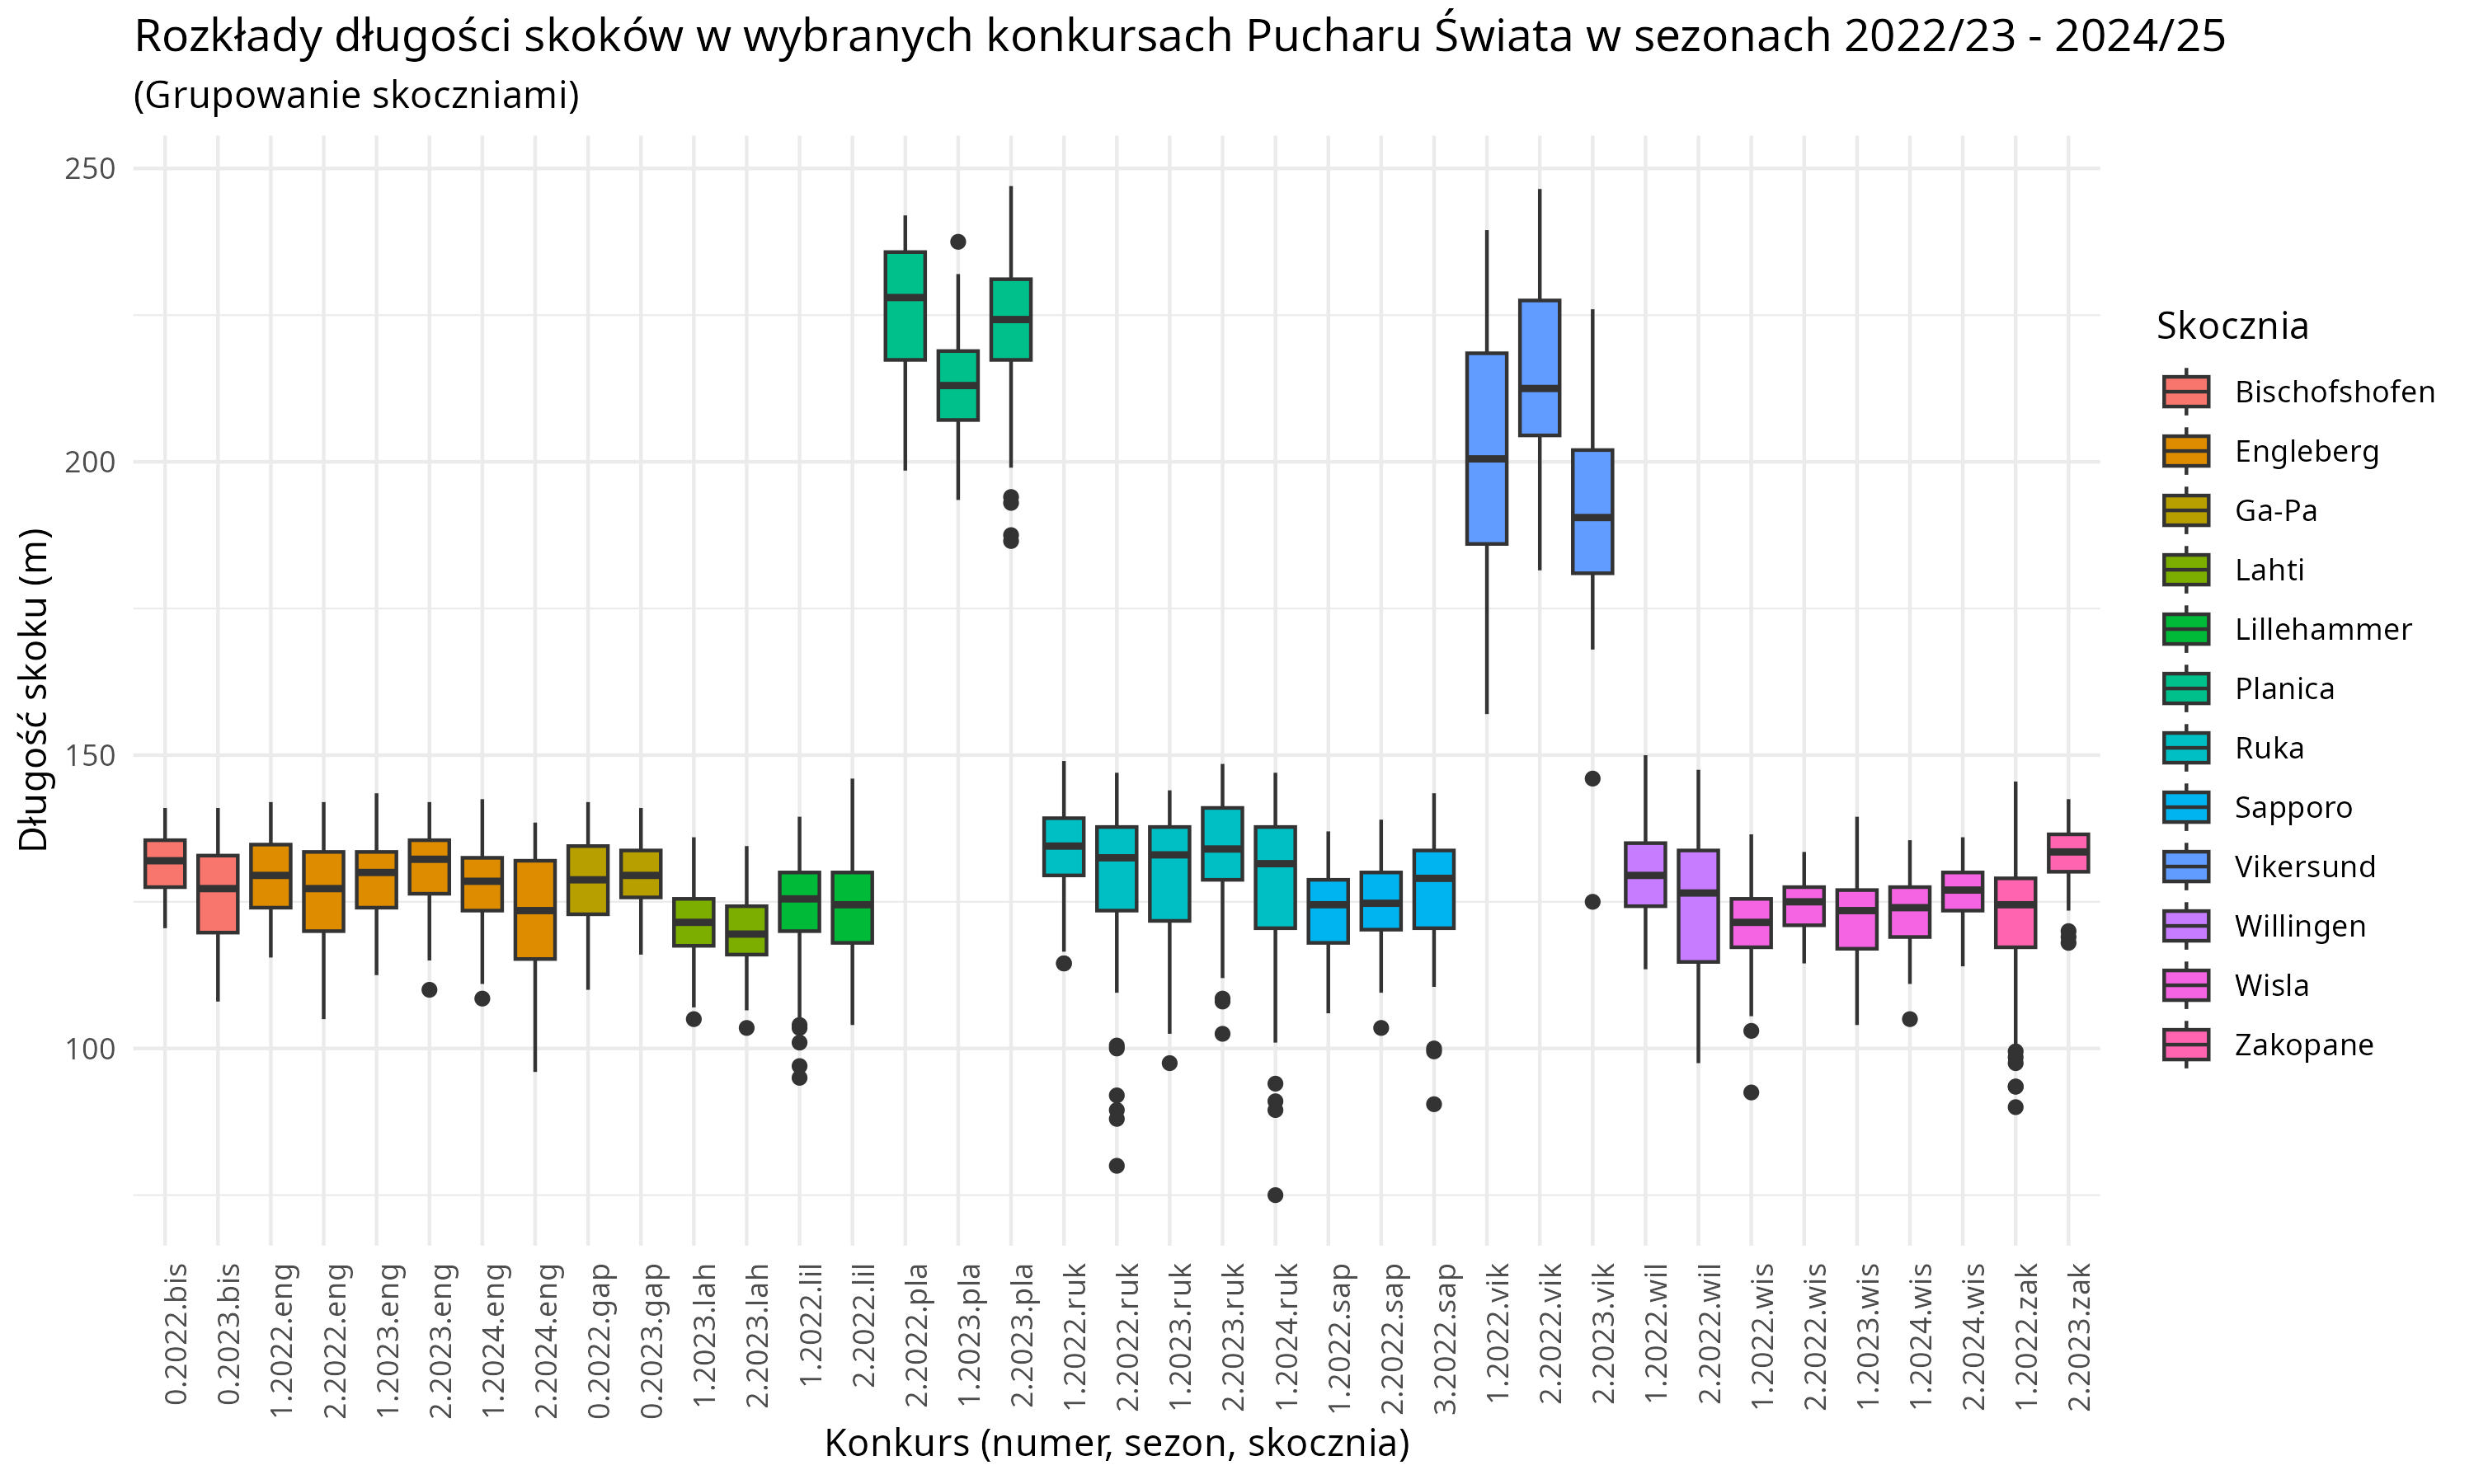 Rozkłady długości skoków w wybranych konkursach Pucharu Świata w sezonach 2022/23 - 2024/25
(Grupowanie skoczniami)
Długość skoku (m)
250
200
150
100
0.2022.bis
0.2023.bis
1.2022.eng
2.2022.eng
1.2023.eng
2.2023.eng
1.2024.eng
2.2024.eng
0.2022.gap
0.2023.gap
1.2023.lah
2.2023.lah
1.2022.lil
2.2022.lil
2.2022.pla
1.2023.pla
2.2023.pla
1.2022.ruk
2.2022.ruk
1.2023.ruk
2.2023.ruk
1.2024.ruk
1.2022.sap
2.2022.sap
3.2022.sap
1.2022.vik
2.2022.vik
2.2023.vik
1.2022.wil
2.2022.wil
1.2022.wis
2.2022.wis
1.2023.wis
1.2024.wis
2.2024.wis
1.2022.zak
2.2023.zak
Konkurs (numer, sezon, skocznia)
Skocznia
Bischofshofen
Engleberg
Ga-Pa
Lahti
Lillehammer
Planica
Ruka
Sapporo
Vikersund
Willingen
Wisla
Zakopane